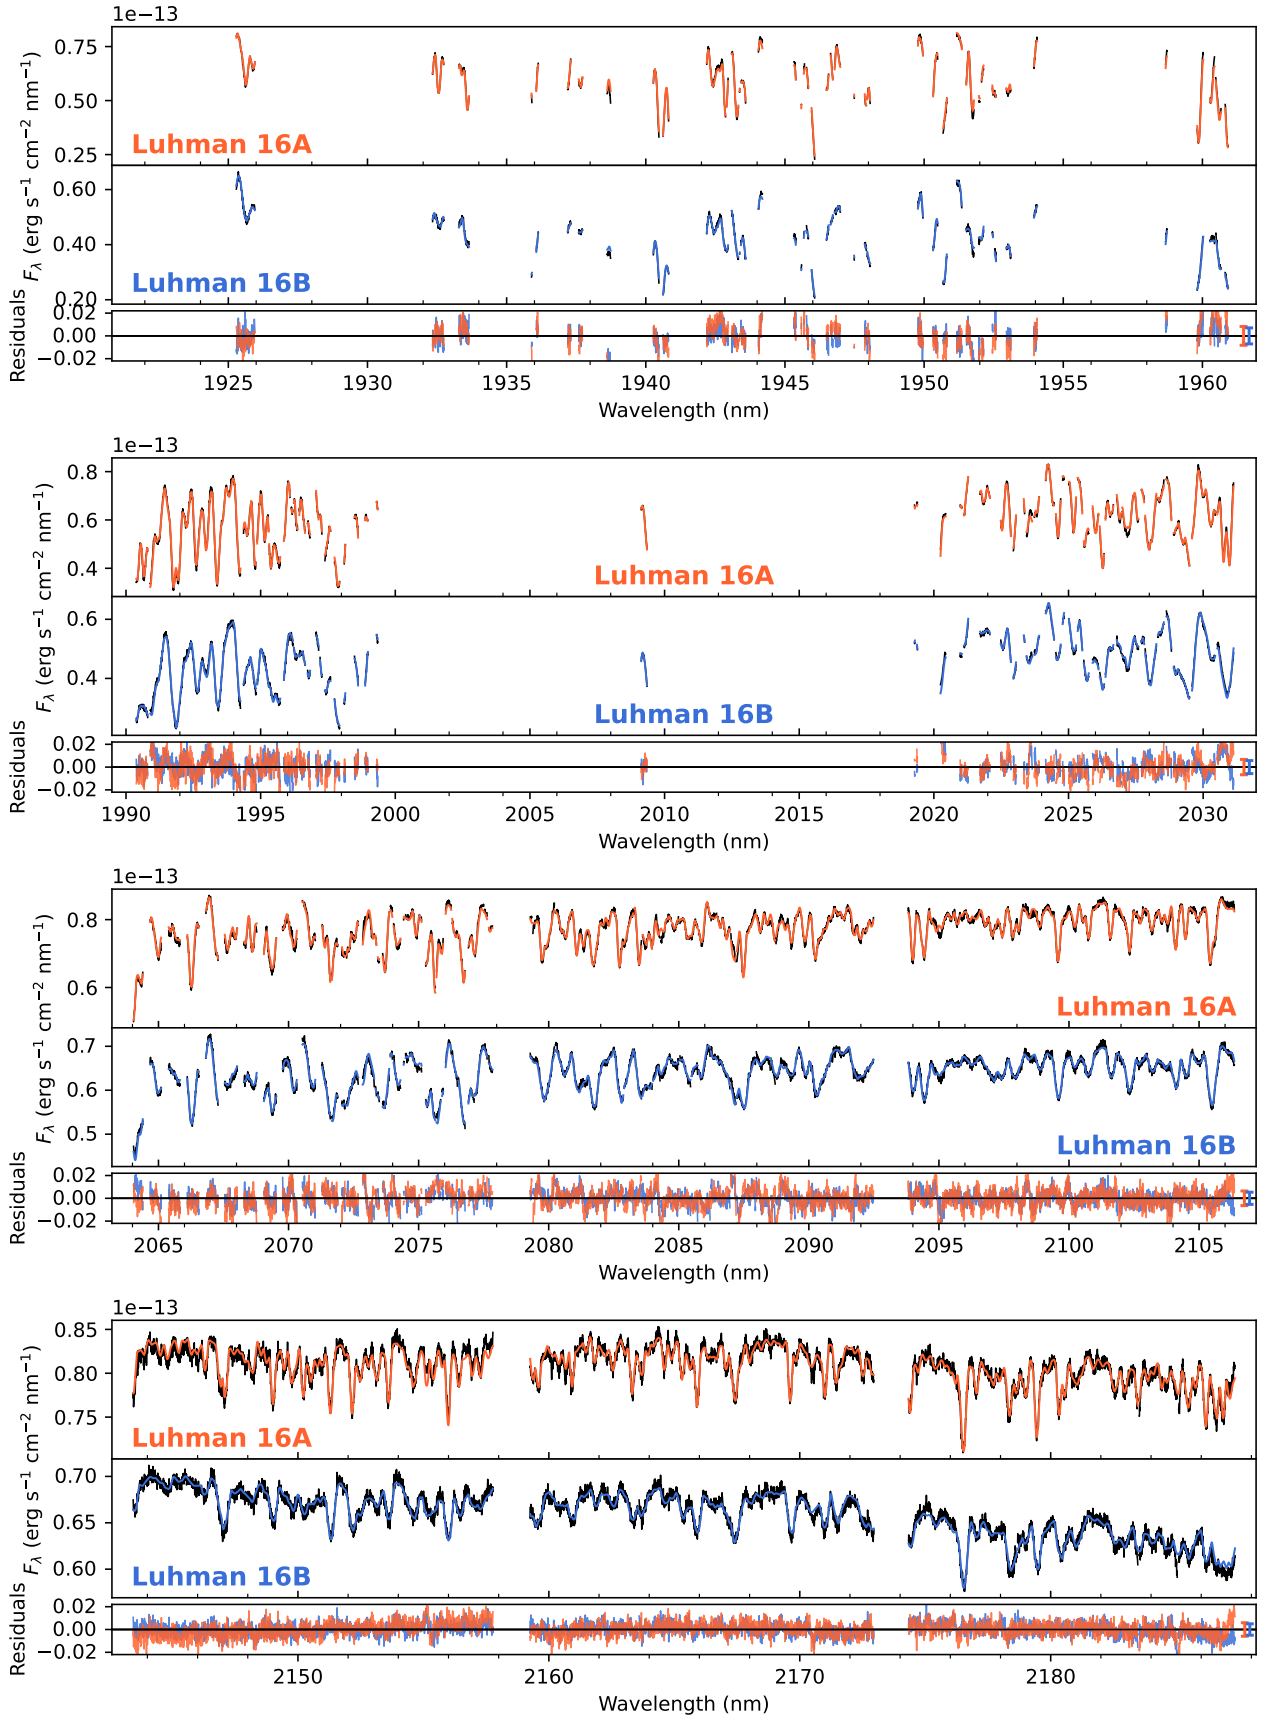 1e−13
0.75
0.50
0.25
Luhman 16A
0.60
0.40
0.20
Luhman 16B
F_λ (erg s⁻¹ cm⁻² nm⁻¹)
0.02
0.00
−0.02
Residuals
1925 1930 1935 1940 1945 1950 1955 1960
Wavelength (nm)
1e−13
0.8
0.6
0.4
Luhman 16A
0.6
0.4
Luhman 16B
F_λ (erg s⁻¹ cm⁻² nm⁻¹)
0.02
0.00
−0.02
Residuals
1990 1995 2000 2005 2010 2015 2020 2025 2030
Wavelength (nm)
1e−13
0.8
0.6
Luhman 16A
0.7
0.6
0.5
Luhman 16B
F_λ (erg s⁻¹ cm⁻² nm⁻¹)
0.02
0.00
−0.02
Residuals
2065 2070 2075 2080 2085 2090 2095 2100 2105
Wavelength (nm)
1e−13
0.85
0.80
0.75
Luhman 16A
0.70
0.65
0.60
Luhman 16B
F_λ (erg s⁻¹ cm⁻² nm⁻¹)
0.02
0.00
−0.02
Residuals
2150 2160 2170 2180
Wavelength (nm)